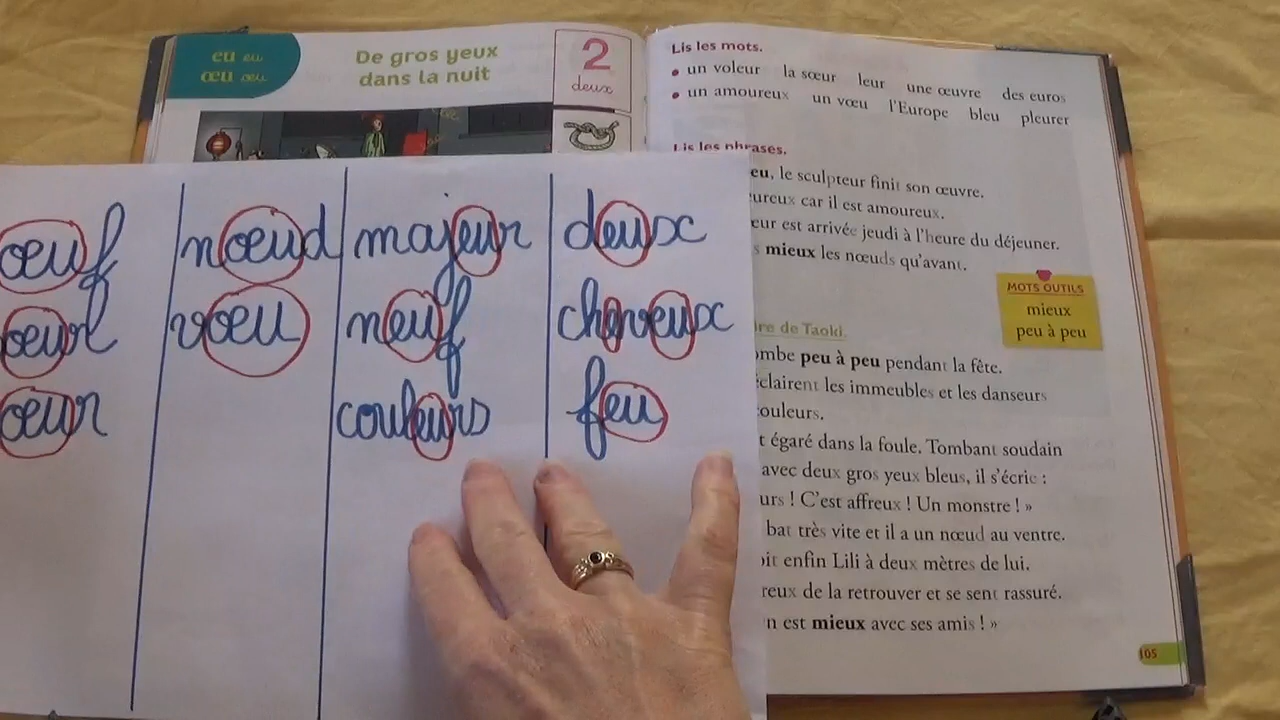 eu eu
œu œu
De gros yeux
dans la nuit
2
deux
œuf
œur
nœud
vœu
majeur
neuf
couleurs
deux
cheveux
feu
Lis les mots.
• un voleur la sœur leur une œuvre des euros
• un amoureux un vœu l'Europe bleu pleurer
Lis les phrases.
eu, le sculpteur finit son œuvre.
ureux car il est amoureux.
eur est arrivée jeudi à l'heure du déjeuner.
s mieux les nœuds qu'avant.
MOTS OUTILS
mieux
peu à peu
ire de Taoki.
ombe peu à peu pendant la fête.
éclairent les immeubles et les danseurs
couleurs.
t égaré dans la foule. Tombant soudain
avec deux gros yeux bleus, il s'écrie :
urs ! C'est affreux ! Un monstre ! »
bat très vite et il a un nœud au ventre.
oit enfin Lili à deux mètres de lui.
reux de la retrouver et se sent rassuré.
n est mieux avec ses amis ! »
105